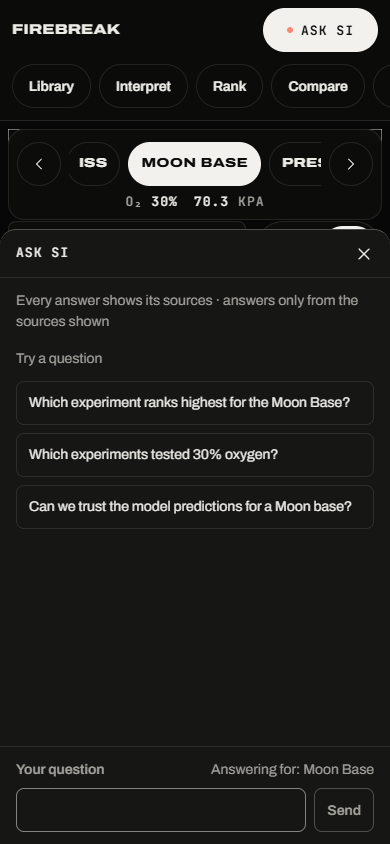 FIREBREAK
ASK SI
Library
Interpret
Rank
Compare
ISS
MOON BASE
O₂ 30% 70.3 KPA
ASK SI
Every answer shows its sources · answers only from the
sources shown
Try a question
Which experiment ranks highest for the Moon Base?
Which experiments tested 30% oxygen?
Can we trust the model predictions for a Moon base?
Your question
Answering for: Moon Base
Send